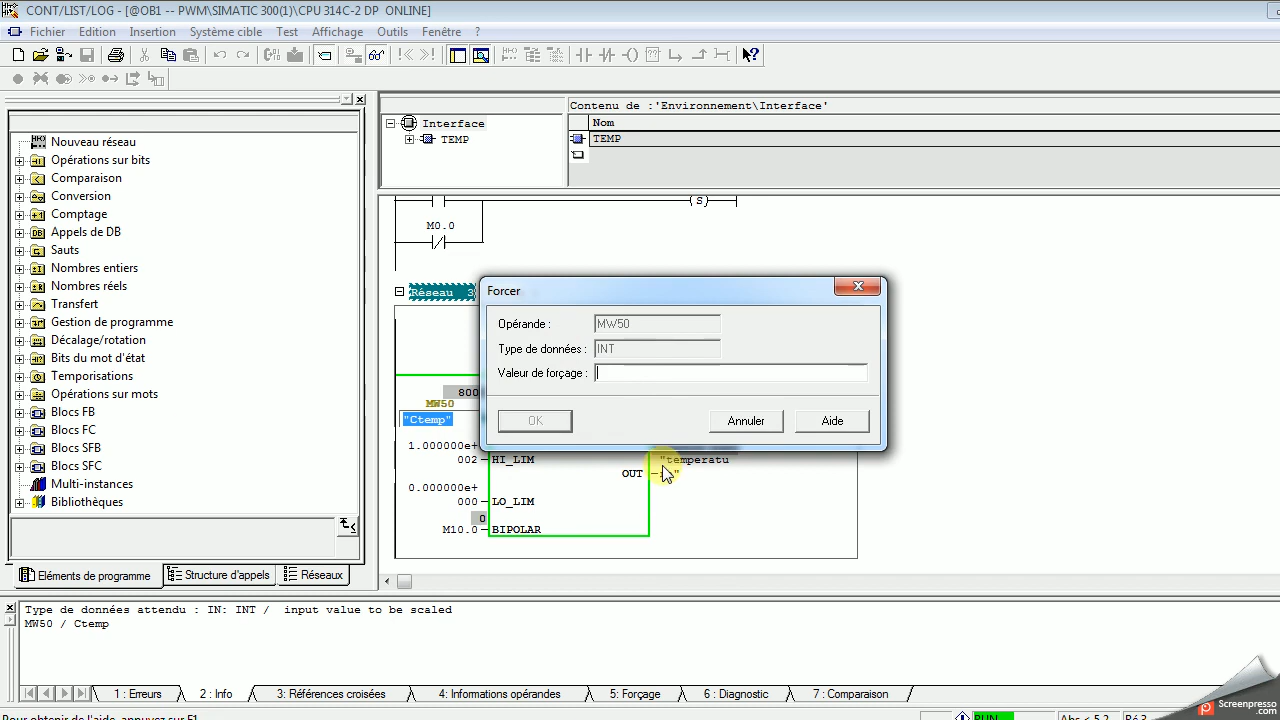 CONT/LIST/LOG - [@OB1 -- PWM\SIMATIC 300(1)\CPU 314C-2 DP ONLINE]
Fichier Edition Insertion Système cible Test Affichage Outils Fenêtre ?
Contenu de :'Environnement\Interface'
Interface
TEMP
Nom
TEMP
Nouveau réseau
Opérations sur bits
Comparaison
Conversion
Comptage
Appels de DB
Sauts
Nombres entiers
Nombres réels
Transfert
Gestion de programme
Décalage/rotation
Bits du mot d'état
Temporisations
Opérations sur mots
Blocs FB
Blocs FC
Blocs SFB
Blocs SFC
Multi-instances
Bibliothèques
Eléments de programme Structure d'appels Réseaux
S
M0.0
Réseau 3
Forcer
Opérande : MW50
Type de données : INT
Valeur de forçage :
OK Annuler Aide
800
MW50
"Ctemp"
1.000000e+
002 HI_LIM
"temperatu
OUT
0.000000e+
000 LO_LIM
0
M10.0 BIPOLAR
Type de données attendu : IN: INT / input value to be scaled
MW50 / Ctemp
1 : Erreurs 2 : Info 3: Références croisées 4: Informations opérandes 5: Forçage 6 : Diagnostic 7 : Comparaison
Pour obtenir de l'aide, appuyez sur F1.
RUN
Abs < 5.2
Screenpresso
.com